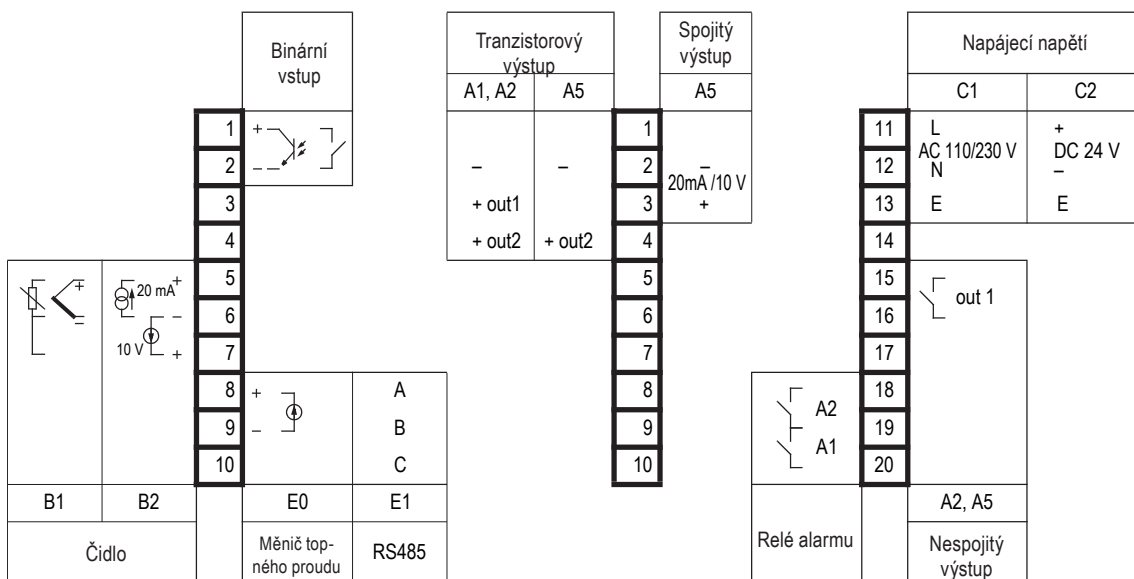 Binární
vstup
Tranzistorový
výstup
Spojitý
výstup
Napájecí napětí
A1, A2
A5
A5
C1
C2
1
+
2
–
3
4
5
+
20 mA
–
6
–
10 V
+
7
8
+
A
9
–
B
10
C
1
2
–
–
–
20mA /10 V
3
+ out1
+
4
+ out2
+ out2
5
6
7
8
9
10
11
L
+
AC 110/230 V
DC 24 V
12
N
–
13
E
E
14
15
out 1
16
17
18
A2
19
A1
20
B1
B2
E0
E1
A2, A5
Čidlo
Měnič top-
ného proudu
RS485
Relé alarmu
Nespojitý
výstup